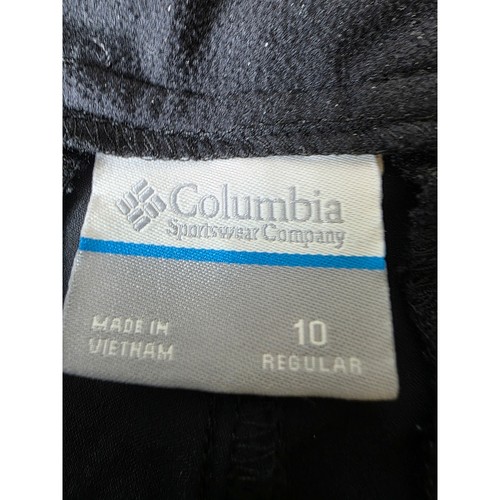 Columbia
Sportswear Company
MADE IN
VIETNAM
10
REGULAR